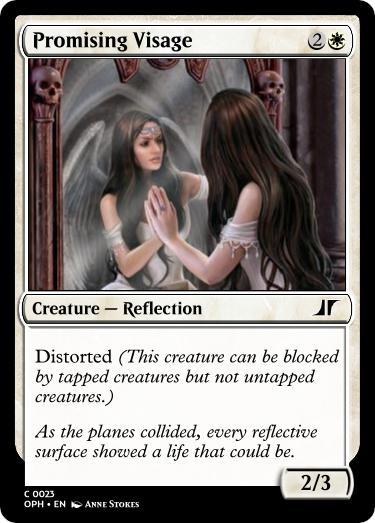 Promising Visage 2
Creature — Reflection
Distorted (This creature can be blocked
by tapped creatures but not untapped
creatures.)
As the planes collided, every reflective
surface showed a life that could be.
2/3
C 0023
OPH • EN Anne Stokes